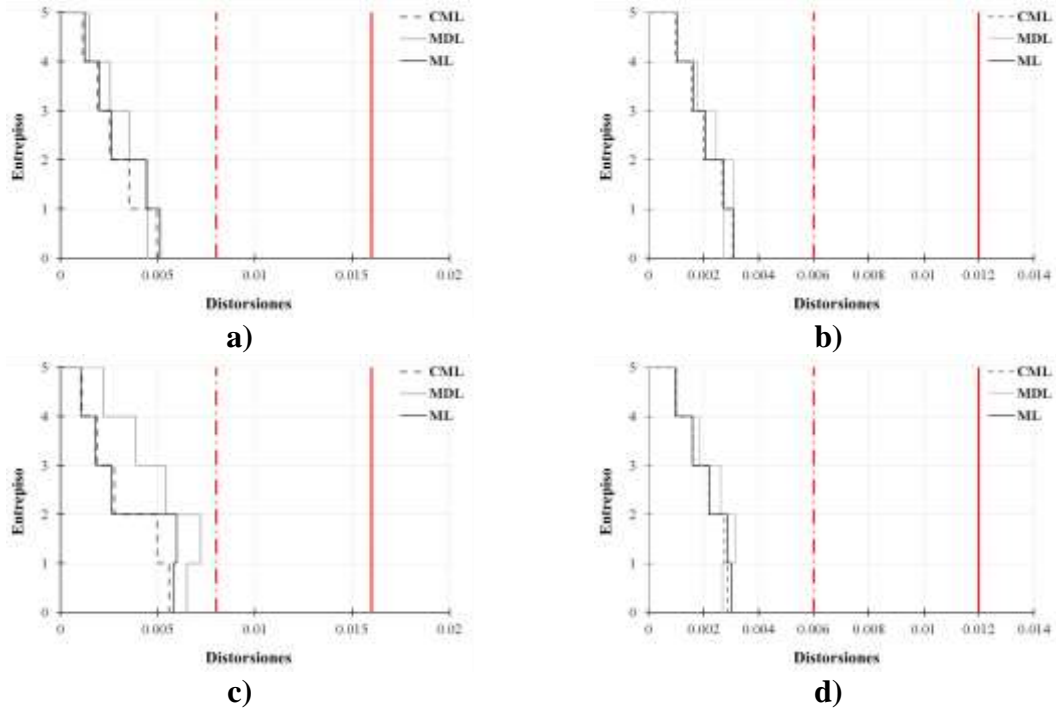 5
4
3
2
1
0
Entrepiso
0
0.005
0.01
0.015
0.02
Distorsiones
CML
MDL
ML
a)
5
4
3
2
1
0
Entrepiso
0
0.002
0.004
0.006
0.008
0.01
0.012
0.014
Distorsiones
CML
MDL
ML
b)
5
4
3
2
1
0
Entrepiso
0
0.005
0.01
0.015
0.02
Distorsiones
CML
MDL
ML
c)
5
4
3
2
1
0
Entrepiso
0
0.002
0.004
0.006
0.008
0.01
0.012
0.014
Distorsiones
CML
MDL
ML
d)